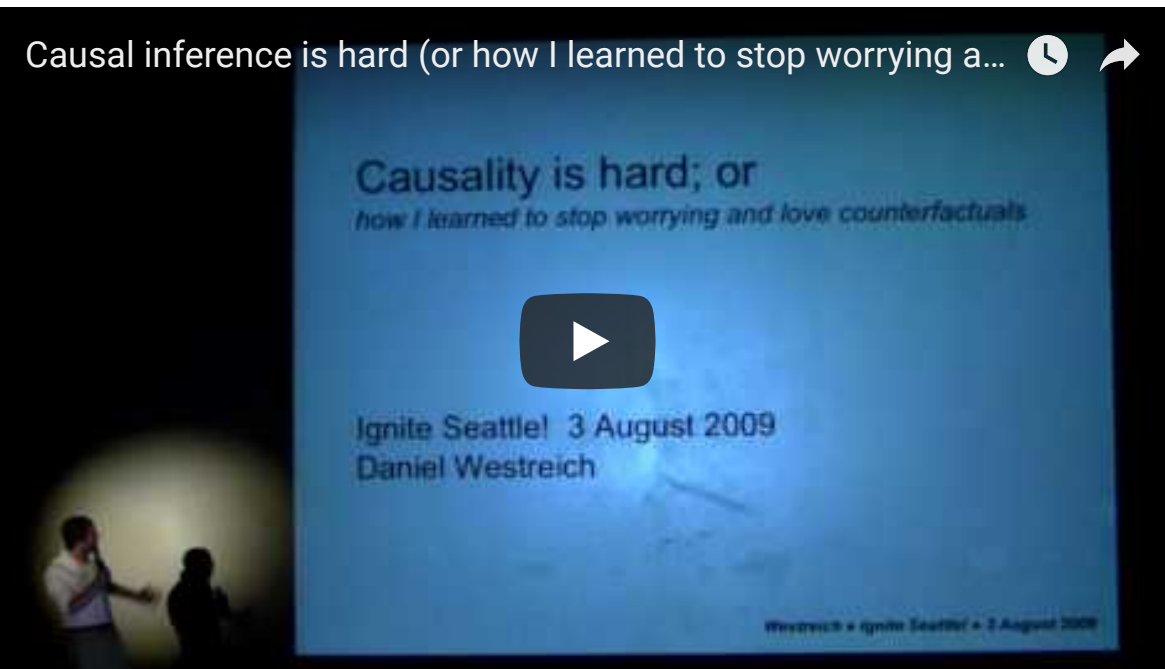 Causal inference is hard (or how I learned to stop worrying a...
Causality is hard; or
how I learned to stop worrying and love counterfactuals
Ignite Seattle! 3 August 2009
Daniel Westreich
Westreich • Ignite Seattle! • 3 August 2009